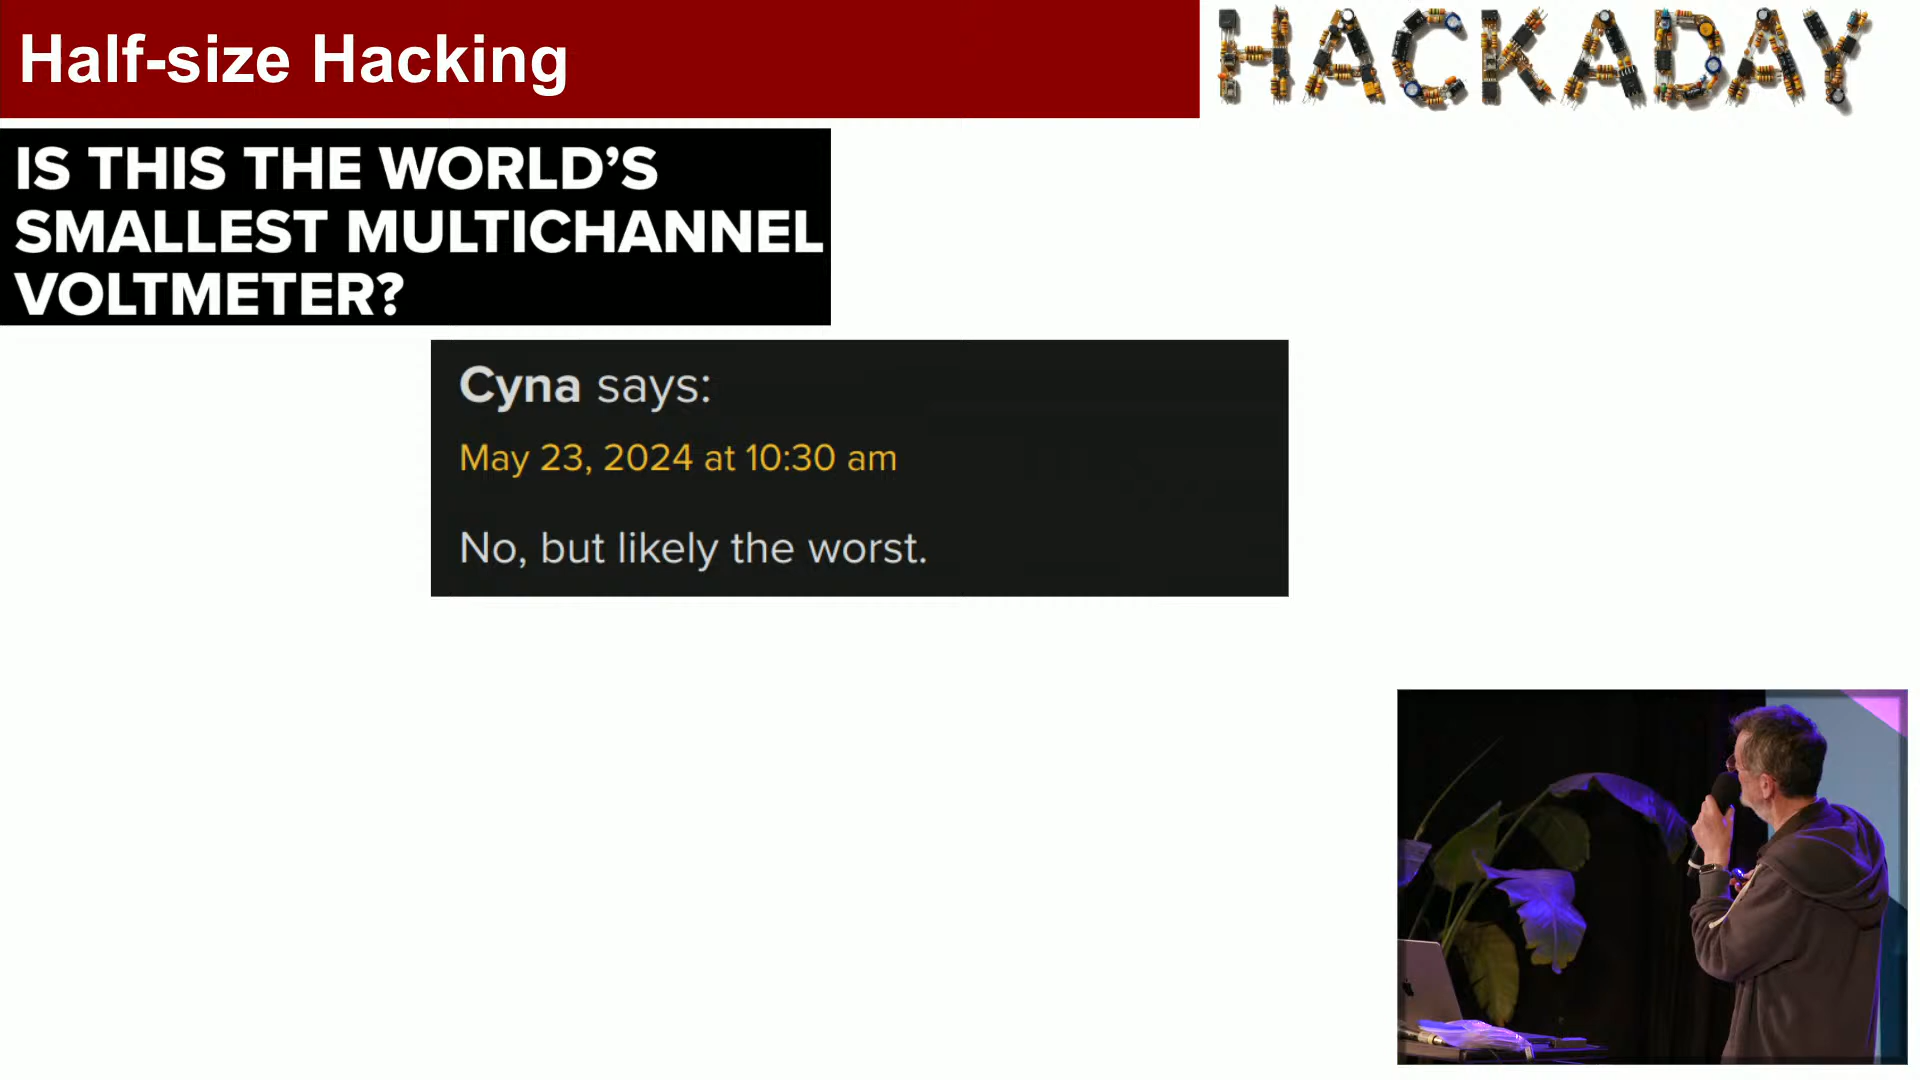 Half-size Hacking
HACKADAY
IS THIS THE WORLD’S
SMALLEST MULTICHANNEL
VOLTMETER?
Cyna says:
May 23, 2024 at 10:30 am
No, but likely the worst.